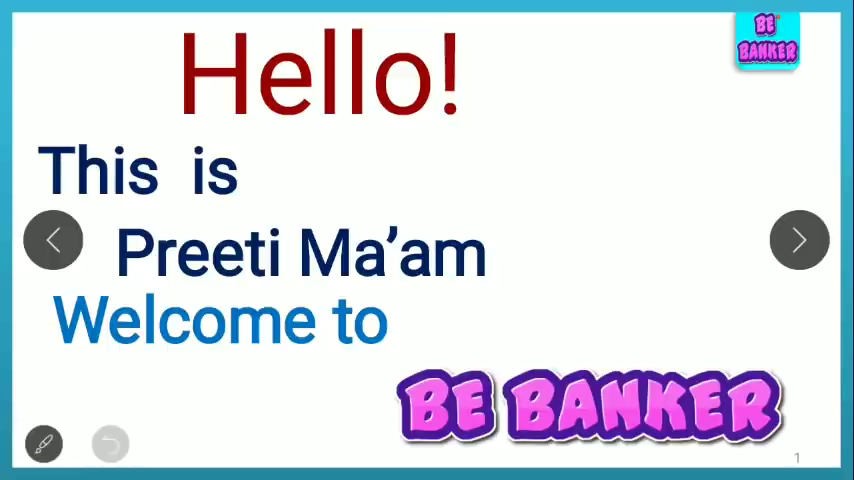 BE
BANKER
Hello!
This is
Preeti Ma’am
Welcome to
BE BANKER
1